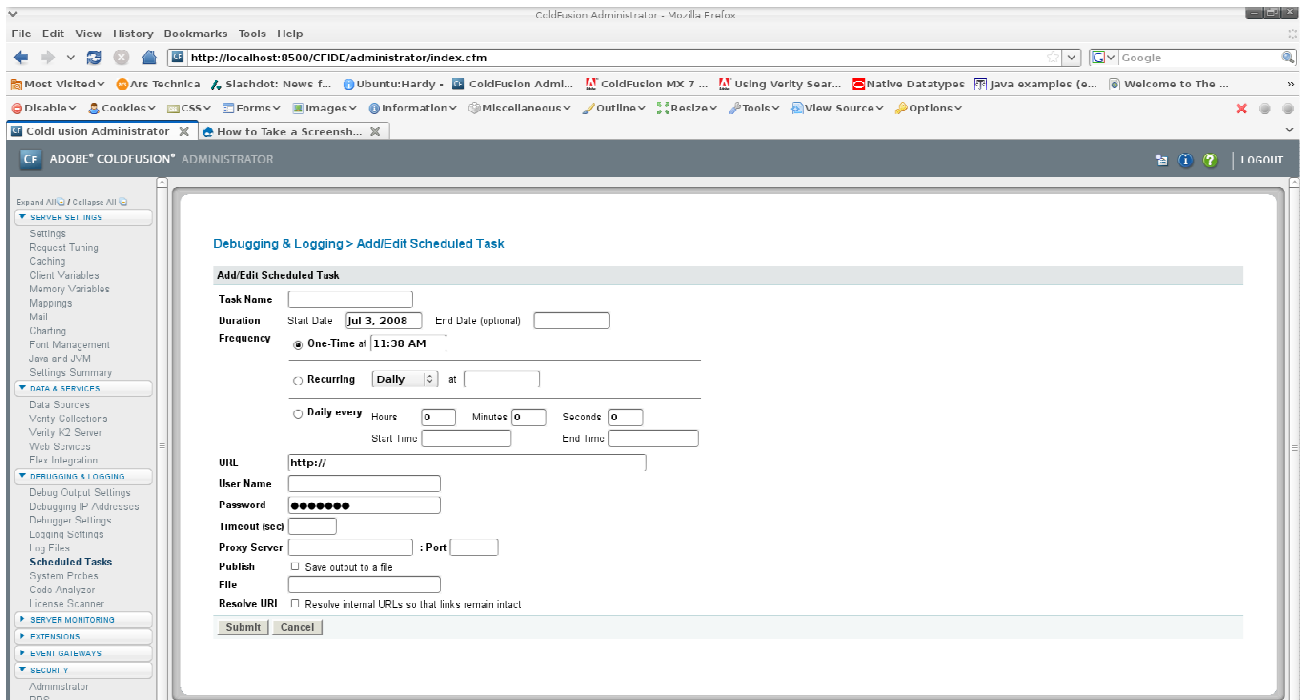 ColdFusion Administrator - Mozilla Firefox
File Edit View History Bookmarks Tools Help
http://localhost:8500/CFIDE/administrator/index.cfm
Google
Most Visited Ars Technica Slashdot: News f... Ubuntu:Hardy - ColdFusion Admi... ColdFusion MX 7 ... Using Verity Sear... Native Datatypes Java examples (e... Welcome to The ... »
Disable Cookies CSS Forms Images Information Miscellaneous Outline Resize Tools View Source Options
ColdFusion Administrator How to Take a Screensh...
CF ADOBE® COLDFUSION® ADMINISTRATOR
LOGOUT
Expand All / Collapse All
SERVER SETTINGS
Settings
Request Tuning
Caching
Client Variables
Memory Variables
Mappings
Mail
Charting
Font Management
Java and JVM
Settings Summary
DATA & SERVICES
Data Sources
Verity Collections
Verity K2 Server
Web Services
Flex Integration
DEBUGGING & LOGGING
Debug Output Settings
Debugging IP Addresses
Debugger Settings
Logging Settings
Log Files
Scheduled Tasks
System Probes
Code Analyzer
License Scanner
SERVER MONITORING
EXTENSIONS
EVENT GATEWAYS
SECURITY
Administrator
RDS
Debugging & Logging > Add/Edit Scheduled Task
Add/Edit Scheduled Task
Task Name
Duration Start Date Jul 3, 2008 End Date (optional)
Frequency
One-Time at 11:38 AM
Recurring Daily at
Daily every Hours 0 Minutes 0 Seconds 0
Start Time End Time
URL http://
User Name
Password ●●●●●●●
Timeout (sec)
Proxy Server : Port
Publish Save output to a file
File
Resolve URL Resolve internal URLs so that links remain intact
Submit Cancel